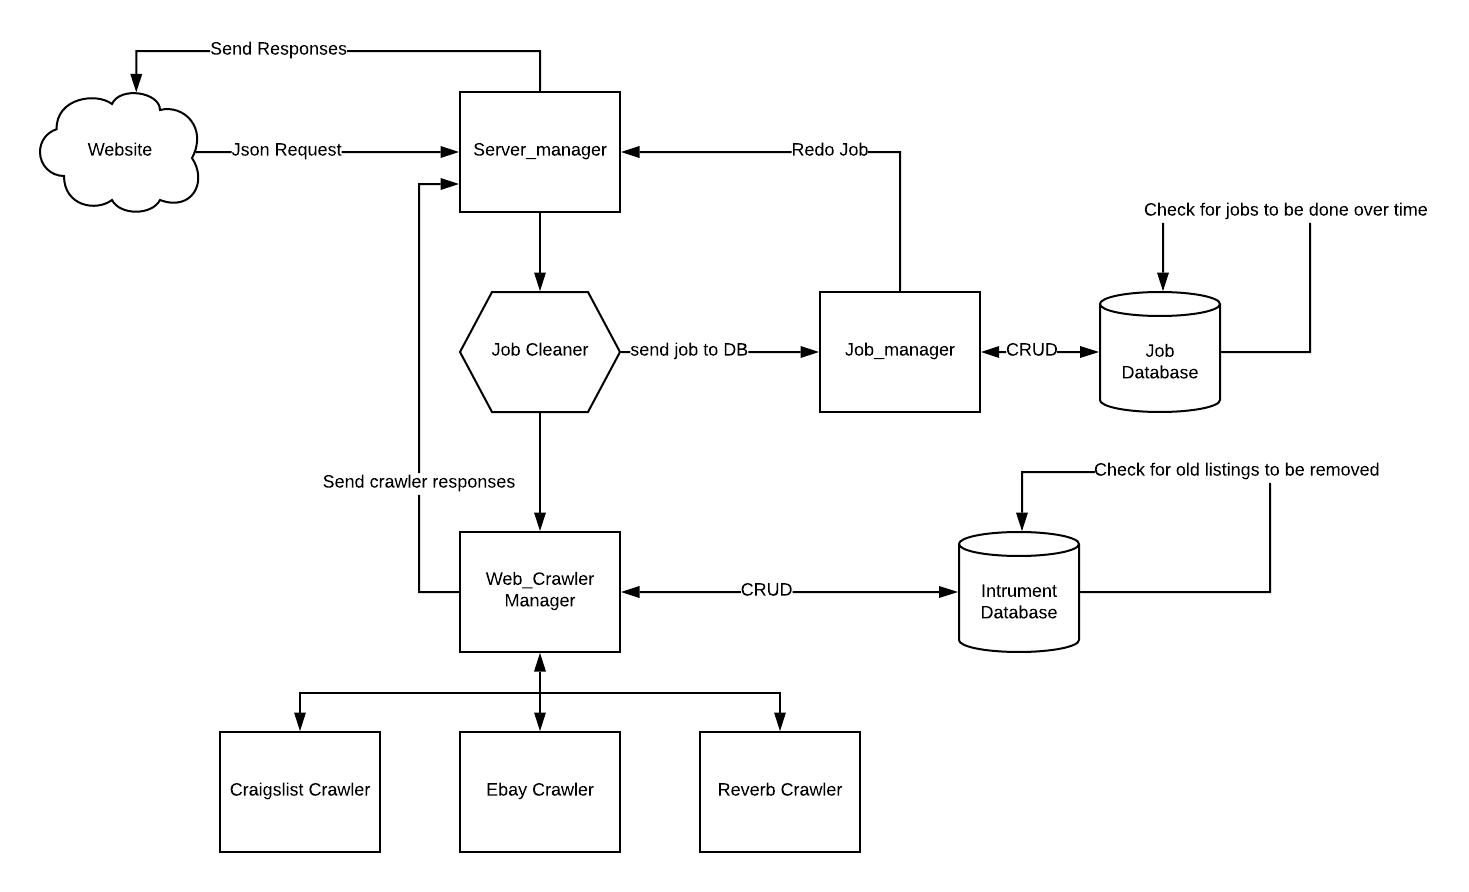 Send Responses
Website
Json Request
Server_manager
Redo Job
Check for jobs to be done over time
Job Cleaner
send job to DB
Job_manager
CRUD
Job
Database
Send crawler responses
Check for old listings to be removed
Web_Crawler
Manager
CRUD
Intrument
Database
Craigslist Crawler
Ebay Crawler
Reverb Crawler